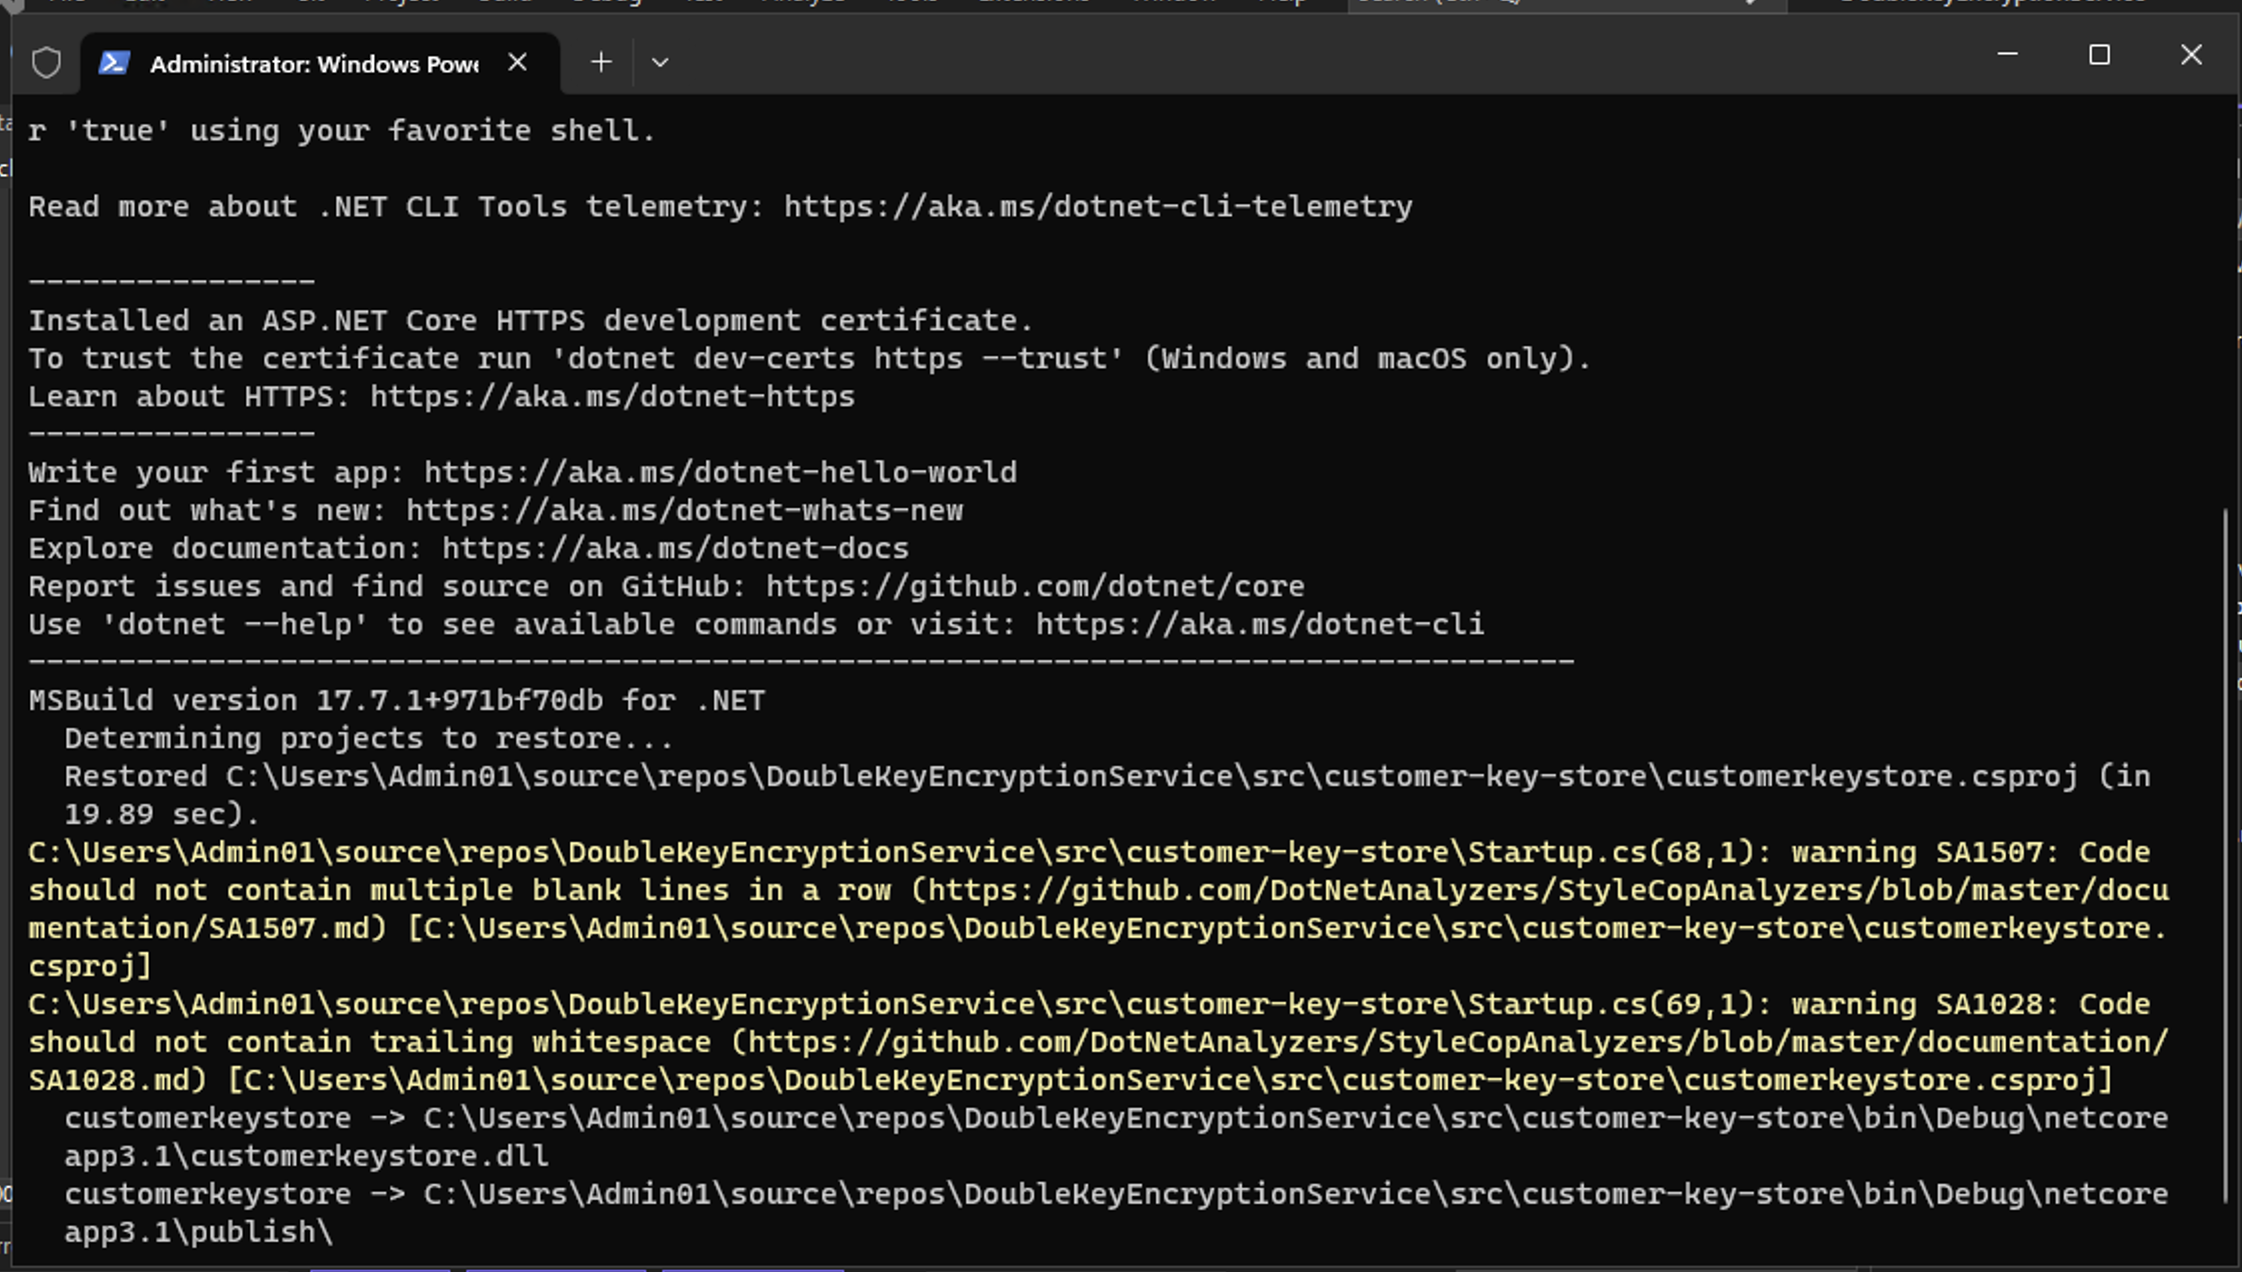 Administrator: Windows Powe
r 'true' using your favorite shell.
Read more about .NET CLI Tools telemetry: https://aka.ms/dotnet-cli-telemetry
----------------
Installed an ASP.NET Core HTTPS development certificate.
To trust the certificate run 'dotnet dev-certs https --trust' (Windows and macOS only).
Learn about HTTPS: https://aka.ms/dotnet-https
----------------
Write your first app: https://aka.ms/dotnet-hello-world
Find out what's new: https://aka.ms/dotnet-whats-new
Explore documentation: https://aka.ms/dotnet-docs
Report issues and find source on GitHub: https://github.com/dotnet/core
Use 'dotnet --help' to see available commands or visit: https://aka.ms/dotnet-cli
--------------------------------------------------------------------------------------
MSBuild version 17.7.1+971bf70db for .NET
Determining projects to restore...
Restored C:\Users\Admin01\source\repos\DoubleKeyEncryptionService\src\customer-key-store\customerkeystore.csproj (in
19.89 sec).
C:\Users\Admin01\source\repos\DoubleKeyEncryptionService\src\customer-key-store\Startup.cs(68,1): warning SA1507: Code
should not contain multiple blank lines in a row (https://github.com/DotNetAnalyzers/StyleCopAnalyzers/blob/master/docu
mentation/SA1507.md) [C:\Users\Admin01\source\repos\DoubleKeyEncryptionService\src\customer-key-store\customerkeystore.
csproj]
C:\Users\Admin01\source\repos\DoubleKeyEncryptionService\src\customer-key-store\Startup.cs(69,1): warning SA1028: Code
should not contain trailing whitespace (https://github.com/DotNetAnalyzers/StyleCopAnalyzers/blob/master/documentation/
SA1028.md) [C:\Users\Admin01\source\repos\DoubleKeyEncryptionService\src\customer-key-store\customerkeystore.csproj]
customerkeystore -> C:\Users\Admin01\source\repos\DoubleKeyEncryptionService\src\customer-key-store\bin\Debug\netcore
app3.1\customerkeystore.dll
customerkeystore -> C:\Users\Admin01\source\repos\DoubleKeyEncryptionService\src\customer-key-store\bin\Debug\netcore
app3.1\publish\